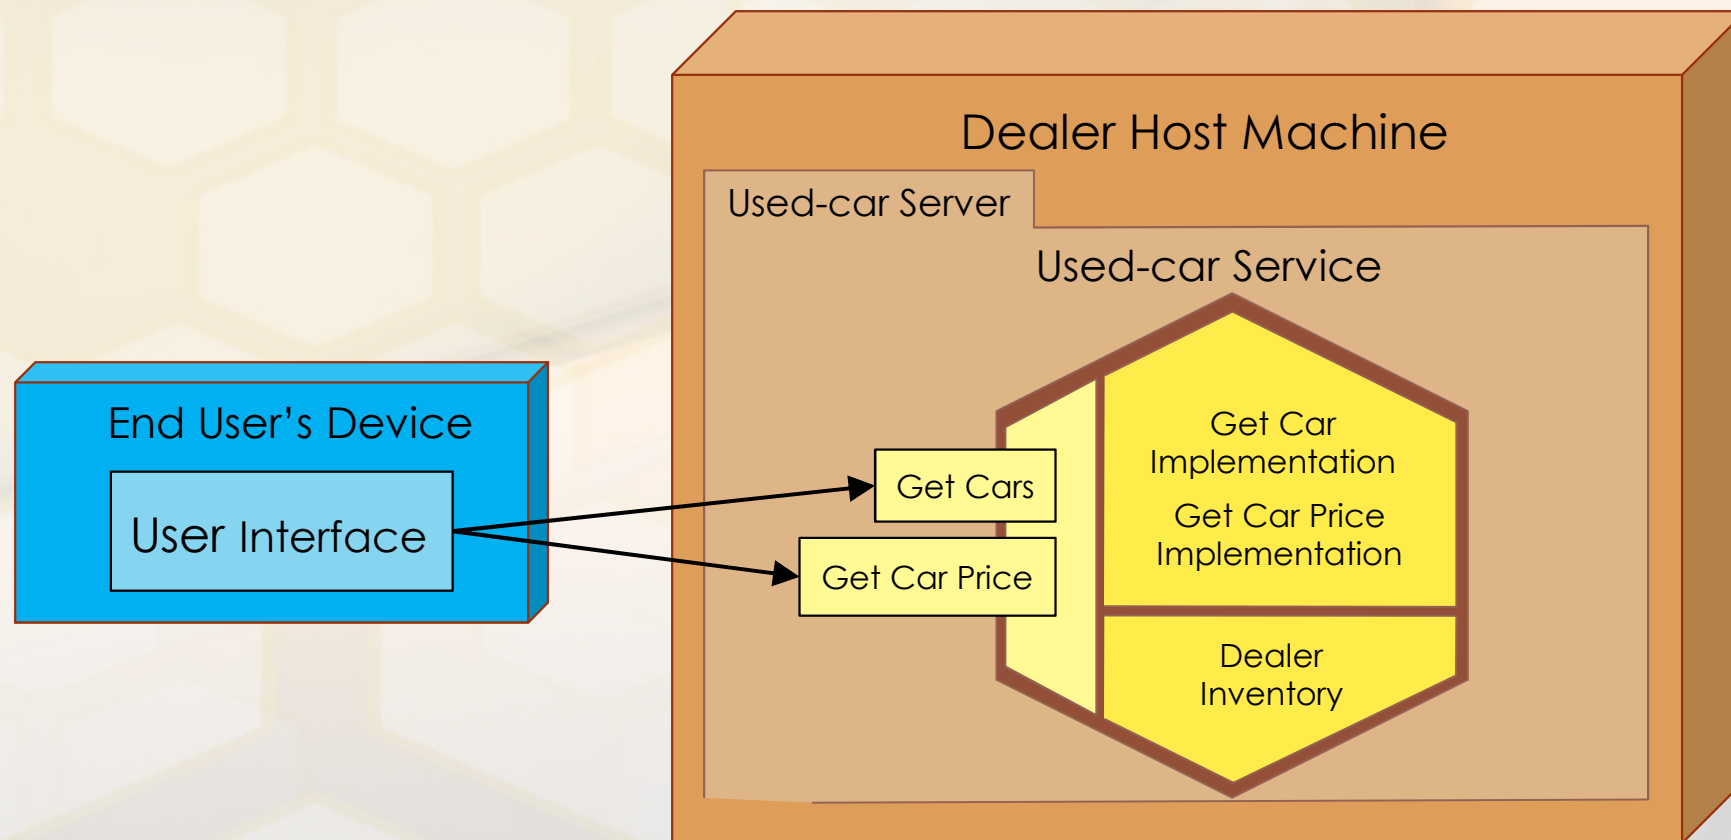 Dealer Host Machine
Used-car Server
Used-car Service
End User’s Device
User Interface
Get Cars
Get Car Price
Get Car
Implementation
Get Car Price
Implementation
Dealer
Inventory